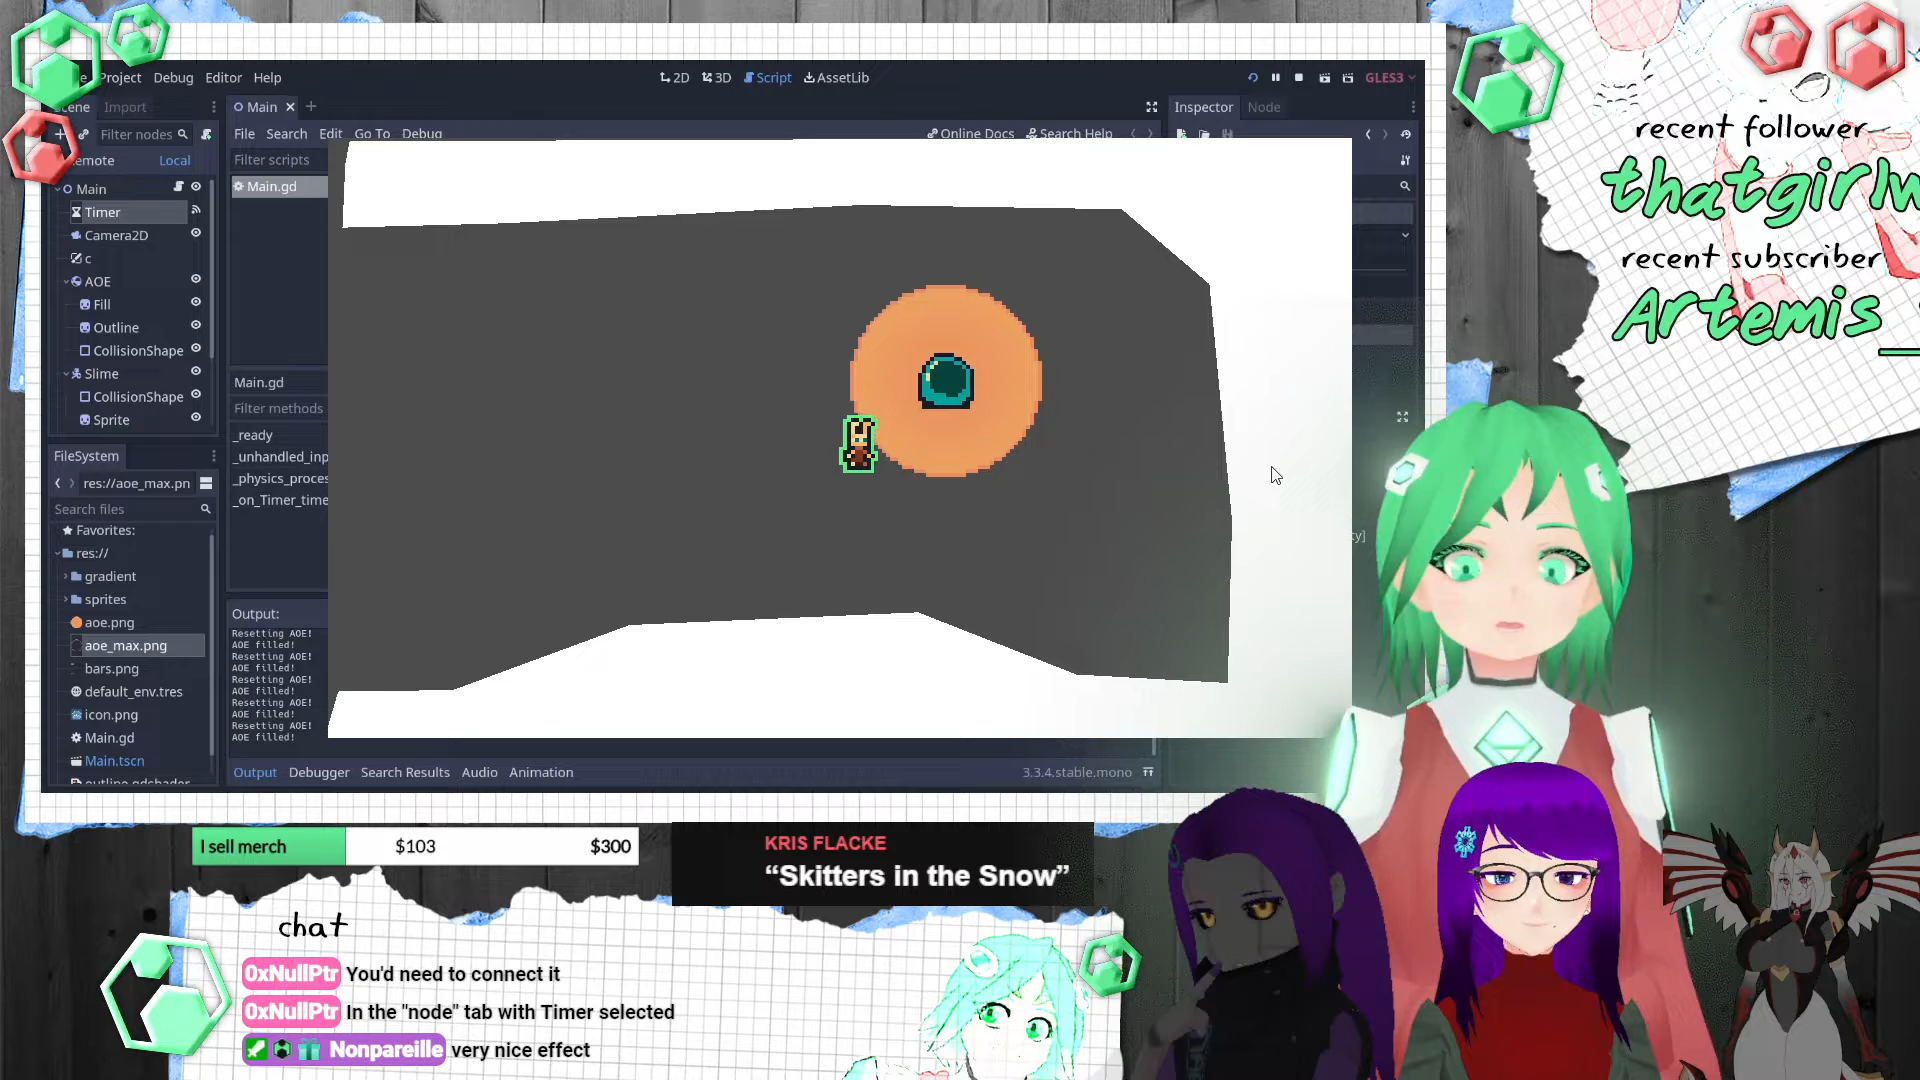 Project Debug Editor Help
2D 3D Script AssetLib
GLES3
Import
Main
Inspector Node
Filter nodes
File Search Edit Go To Debug
Online Docs Search Help
Local
Filter scripts
Main
Main.gd
Timer
Camera2D
c
AOE
Fill
Outline
CollisionShape
Slime
CollisionShape
Sprite
Main.gd
Filter methods
_ready
_unhandled_inp
_physics_proces
_on_Timer_time
FileSystem
res://aoe_max.pn
Search files
Favorites:
res://
gradient
sprites
aoe.png
aoe_max.png
bars.png
default_env.tres
icon.png
Main.gd
Main.tscn
outline.gdshader
Output:
Resetting AOE!
AOE filled!
Resetting AOE!
AOE filled!
Resetting AOE!
AOE filled!
Resetting AOE!
AOE filled!
Resetting AOE!
AOE filled!
Output Debugger Search Results Audio Animation
3.3.4.stable.mono
recent follower
thatgirlw
recent subscriber
Artemis_
I sell merch $103 $300
KRIS FLACKE
“Skitters in the Snow”
chat
0xNullPtr You'd need to connect it
0xNullPtr In the "node" tab with Timer selected
Nonpareille very nice effect